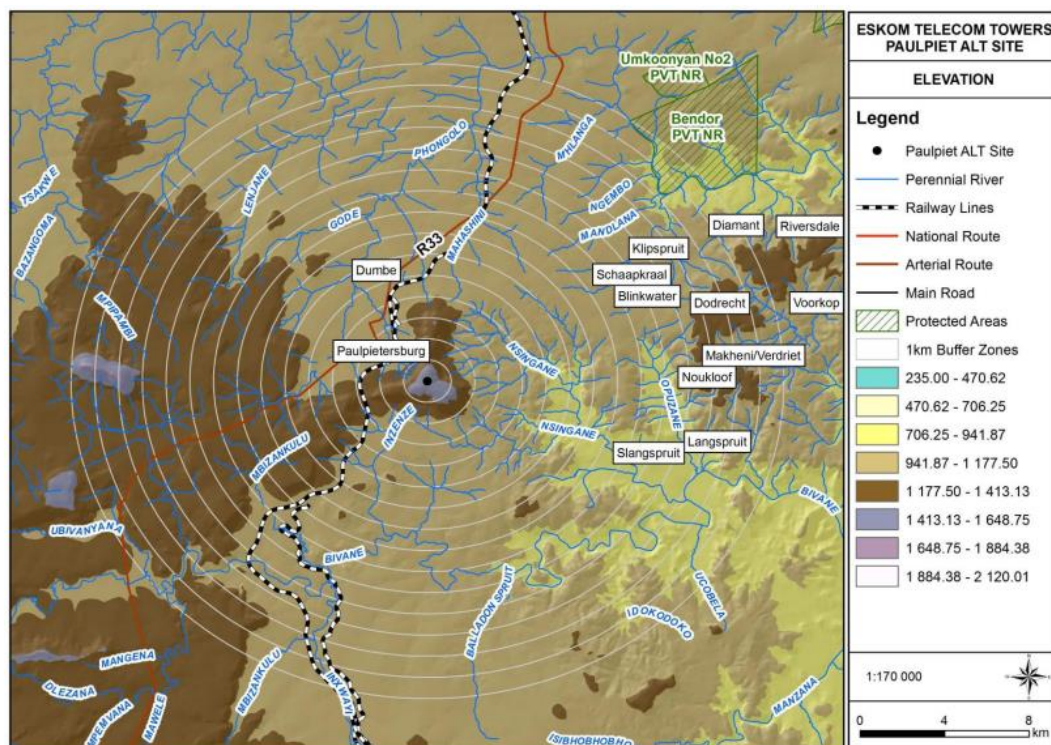 Umkoonyan No2
PVT NR
Bendor
PVT NR
TSAKWE
BAZANGOMA
MPIPAMBI
LENJANE
PHONGOLO
GODE
MHLANGA
NGEMBO
MANDLANA
MAHASHINI
R33
Diamant
Riversdale
Klipspruit
Dumbe
Schaapkraal
Blinkwater
Dodrecht
Voorkop
Paulpietersburg
NSINGANE
Makheni/Verdriet
Noukloof
OPUZANE
INZENZE
NSINGANE
Langspruit
Slangspruit
MBIZANKULU
BIVANE
UBIVANYANA
BIVANE
BALLADON SPRUIT
UCOBELA
IDOKODOKO
MANGENA
DLEZANA
MPEMVANA
MAWELE
MBIZANKULU
MANZANA
ISIBHOBHOBHO
ESKOM TELECOM TOWERS
PAULPIET ALT SITE
ELEVATION
Legend
Paulpiet ALT Site
Perennial River
Railway Lines
National Route
Arterial Route
Main Road
Protected Areas
1km Buffer Zones
235.00 - 470.62
470.62 - 706.25
706.25 - 941.87
941.87 - 1 177.50
1 177.50 - 1 413.13
1 413.13 - 1 648.75
1 648.75 - 1 884.38
1 884.38 - 2 120.01
1:170 000
0 4 8
km